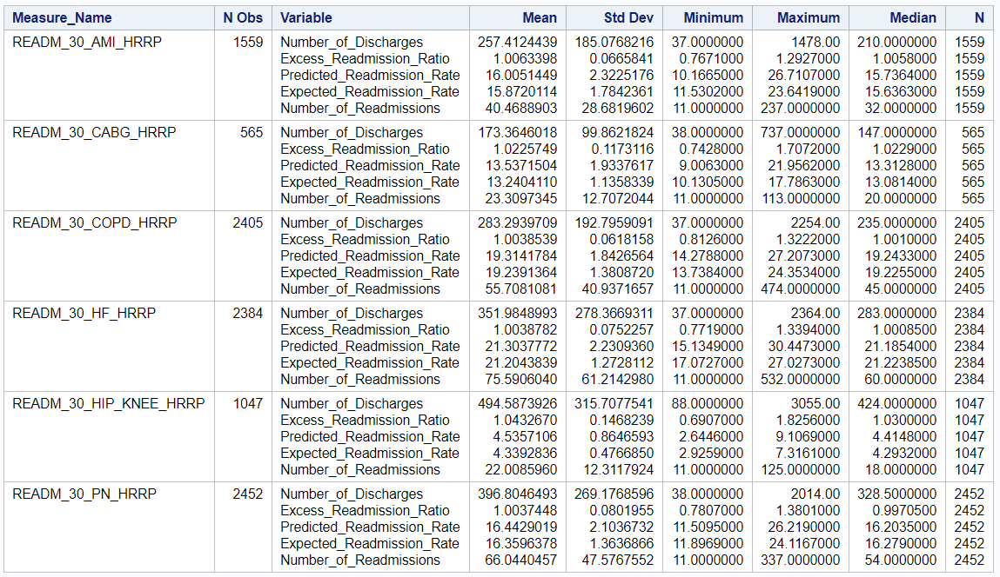 Measure_Name N Obs Variable Mean Std Dev Minimum Maximum Median N
READM_30_AMI_HRRP 1559 Number_of_Discharges 257.4124439 185.0768216 37.0000000 1478.00 210.0000000 1559
Excess_Readmission_Ratio 1.0063398 0.0665841 0.7671000 1.2927000 1.0058000 1559
Predicted_Readmission_Rate 16.0051449 2.3225176 10.1665000 26.7107000 15.7364000 1559
Expected_Readmission_Rate 15.8720114 1.7842361 11.5302000 23.6419000 15.6363000 1559
Number_of_Readmissions 40.4688903 28.6819602 11.0000000 237.0000000 32.0000000 1559
READM_30_CABG_HRRP 565 Number_of_Discharges 173.3646018 99.8621824 38.0000000 737.0000000 147.0000000 565
Excess_Readmission_Ratio 1.0225749 0.1173116 0.7428000 1.7072000 1.0229000 565
Predicted_Readmission_Rate 13.5371504 1.9337617 9.0063000 21.9562000 13.3128000 565
Expected_Readmission_Rate 13.2404110 1.1358339 10.1305000 17.7863000 13.0814000 565
Number_of_Readmissions 23.3097345 12.7072044 11.0000000 113.0000000 20.0000000 565
READM_30_COPD_HRRP 2405 Number_of_Discharges 283.2939709 192.7959091 37.0000000 2254.00 235.0000000 2405
Excess_Readmission_Ratio 1.0038539 0.0618158 0.8126000 1.3222000 1.0010000 2405
Predicted_Readmission_Rate 19.3141784 1.8426564 14.2788000 27.2073000 19.2433000 2405
Expected_Readmission_Rate 19.2391364 1.3808720 13.7384000 24.3534000 19.2255000 2405
Number_of_Readmissions 55.7081081 40.9371657 11.0000000 474.0000000 45.0000000 2405
READM_30_HF_HRRP 2384 Number_of_Discharges 351.9848993 278.3669311 37.0000000 2364.00 283.0000000 2384
Excess_Readmission_Ratio 1.0038782 0.0752257 0.7719000 1.3394000 1.0008500 2384
Predicted_Readmission_Rate 21.3037772 2.2309360 15.1349000 30.4473000 21.1854000 2384
Expected_Readmission_Rate 21.2043839 1.2728112 17.0727000 27.0273000 21.2238500 2384
Number_of_Readmissions 75.5906040 61.2142980 11.0000000 532.0000000 60.0000000 2384
READM_30_HIP_KNEE_HRRP 1047 Number_of_Discharges 494.5873926 315.7077541 88.0000000 3055.00 424.0000000 1047
Excess_Readmission_Ratio 1.0432670 0.1468239 0.6907000 1.8256000 1.0300000 1047
Predicted_Readmission_Rate 4.5357106 0.8646593 2.6446000 9.1069000 4.4148000 1047
Expected_Readmission_Rate 4.3392836 0.4766850 2.9259000 7.3161000 4.2932000 1047
Number_of_Readmissions 22.0085960 12.3117924 11.0000000 125.0000000 18.0000000 1047
READM_30_PN_HRRP 2452 Number_of_Discharges 396.8046493 269.1768596 38.0000000 2014.00 328.5000000 2452
Excess_Readmission_Ratio 1.0037448 0.0801955 0.7807000 1.3801000 0.9970500 2452
Predicted_Readmission_Rate 16.4429019 2.1036732 11.5095000 26.2190000 16.2035000 2452
Expected_Readmission_Rate 16.3596378 1.3636866 11.8969000 24.1167000 16.2790000 2452
Number_of_Readmissions 66.0440457 47.5767552 11.0000000 337.0000000 54.0000000 2452